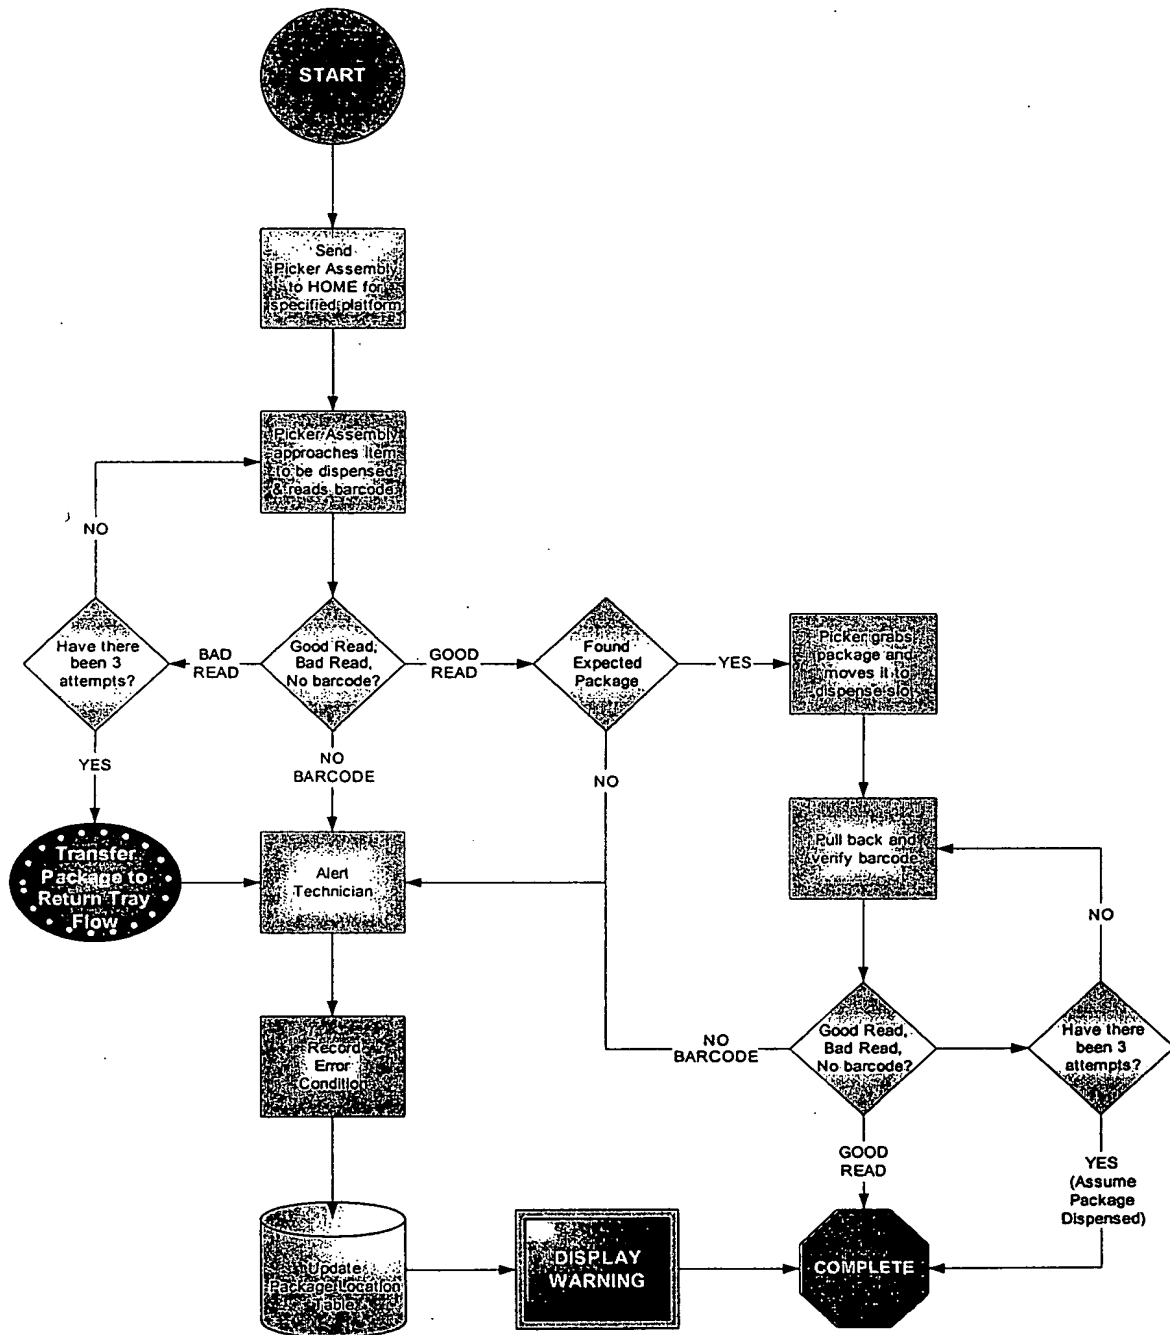 START
Send
Picker Assembly
to HOME for
specified platform
Picker Assembly
approaches item
to be dispensed
& reads barcode
NO
Have there
been 3
attempts?
BAD
READ
Good Read,
Bad Read,
No barcode?
GOOD
READ
Found
Expected
Package
YES
Picker grabs
package and
moves it to
dispense slot
YES
NO
BARCODE
NO
Transfer
Package to
Return Tray
Flow
Alert
Technician
Pull back and
verify barcode
NO
Record
Error
Condition
NO
BARCODE
Good Read,
Bad Read,
No barcode?
Have there
been 3
attempts?
GOOD
READ
YES
(Assume
Package
Dispensed)
Update
Package Location
Table
DISPLAY
WARNING
COMPLETE